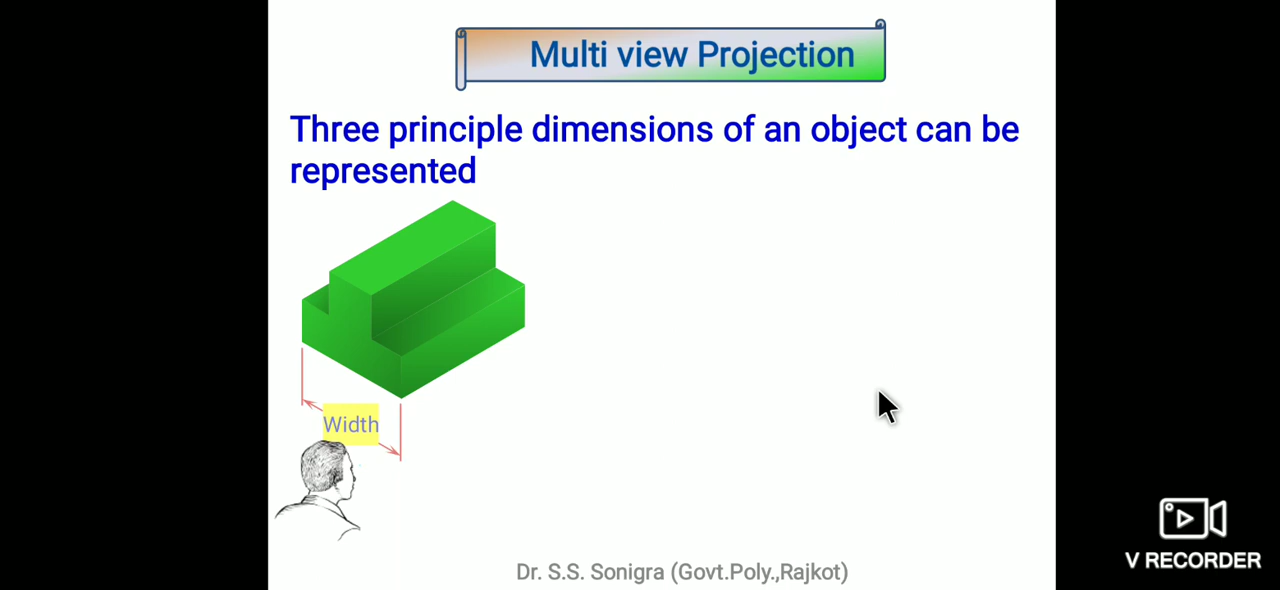 Multi view Projection
Three principle dimensions of an object can be
represented
Width
V RECORDER
Dr. S.S. Sonigra (Govt.Poly.,Rajkot)